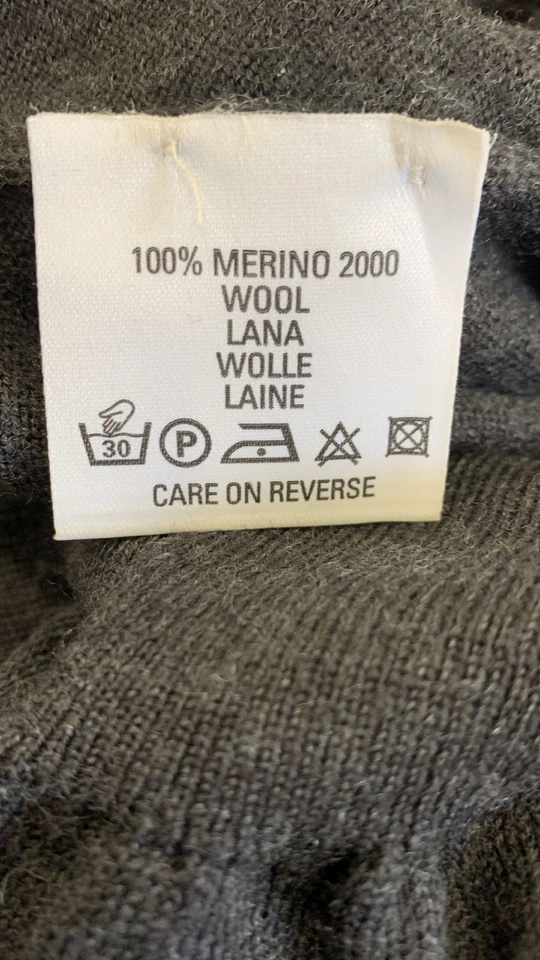 100% MERINO 2000
WOOL
LANA
WOLLE
LAINE
30 P
CARE ON REVERSE